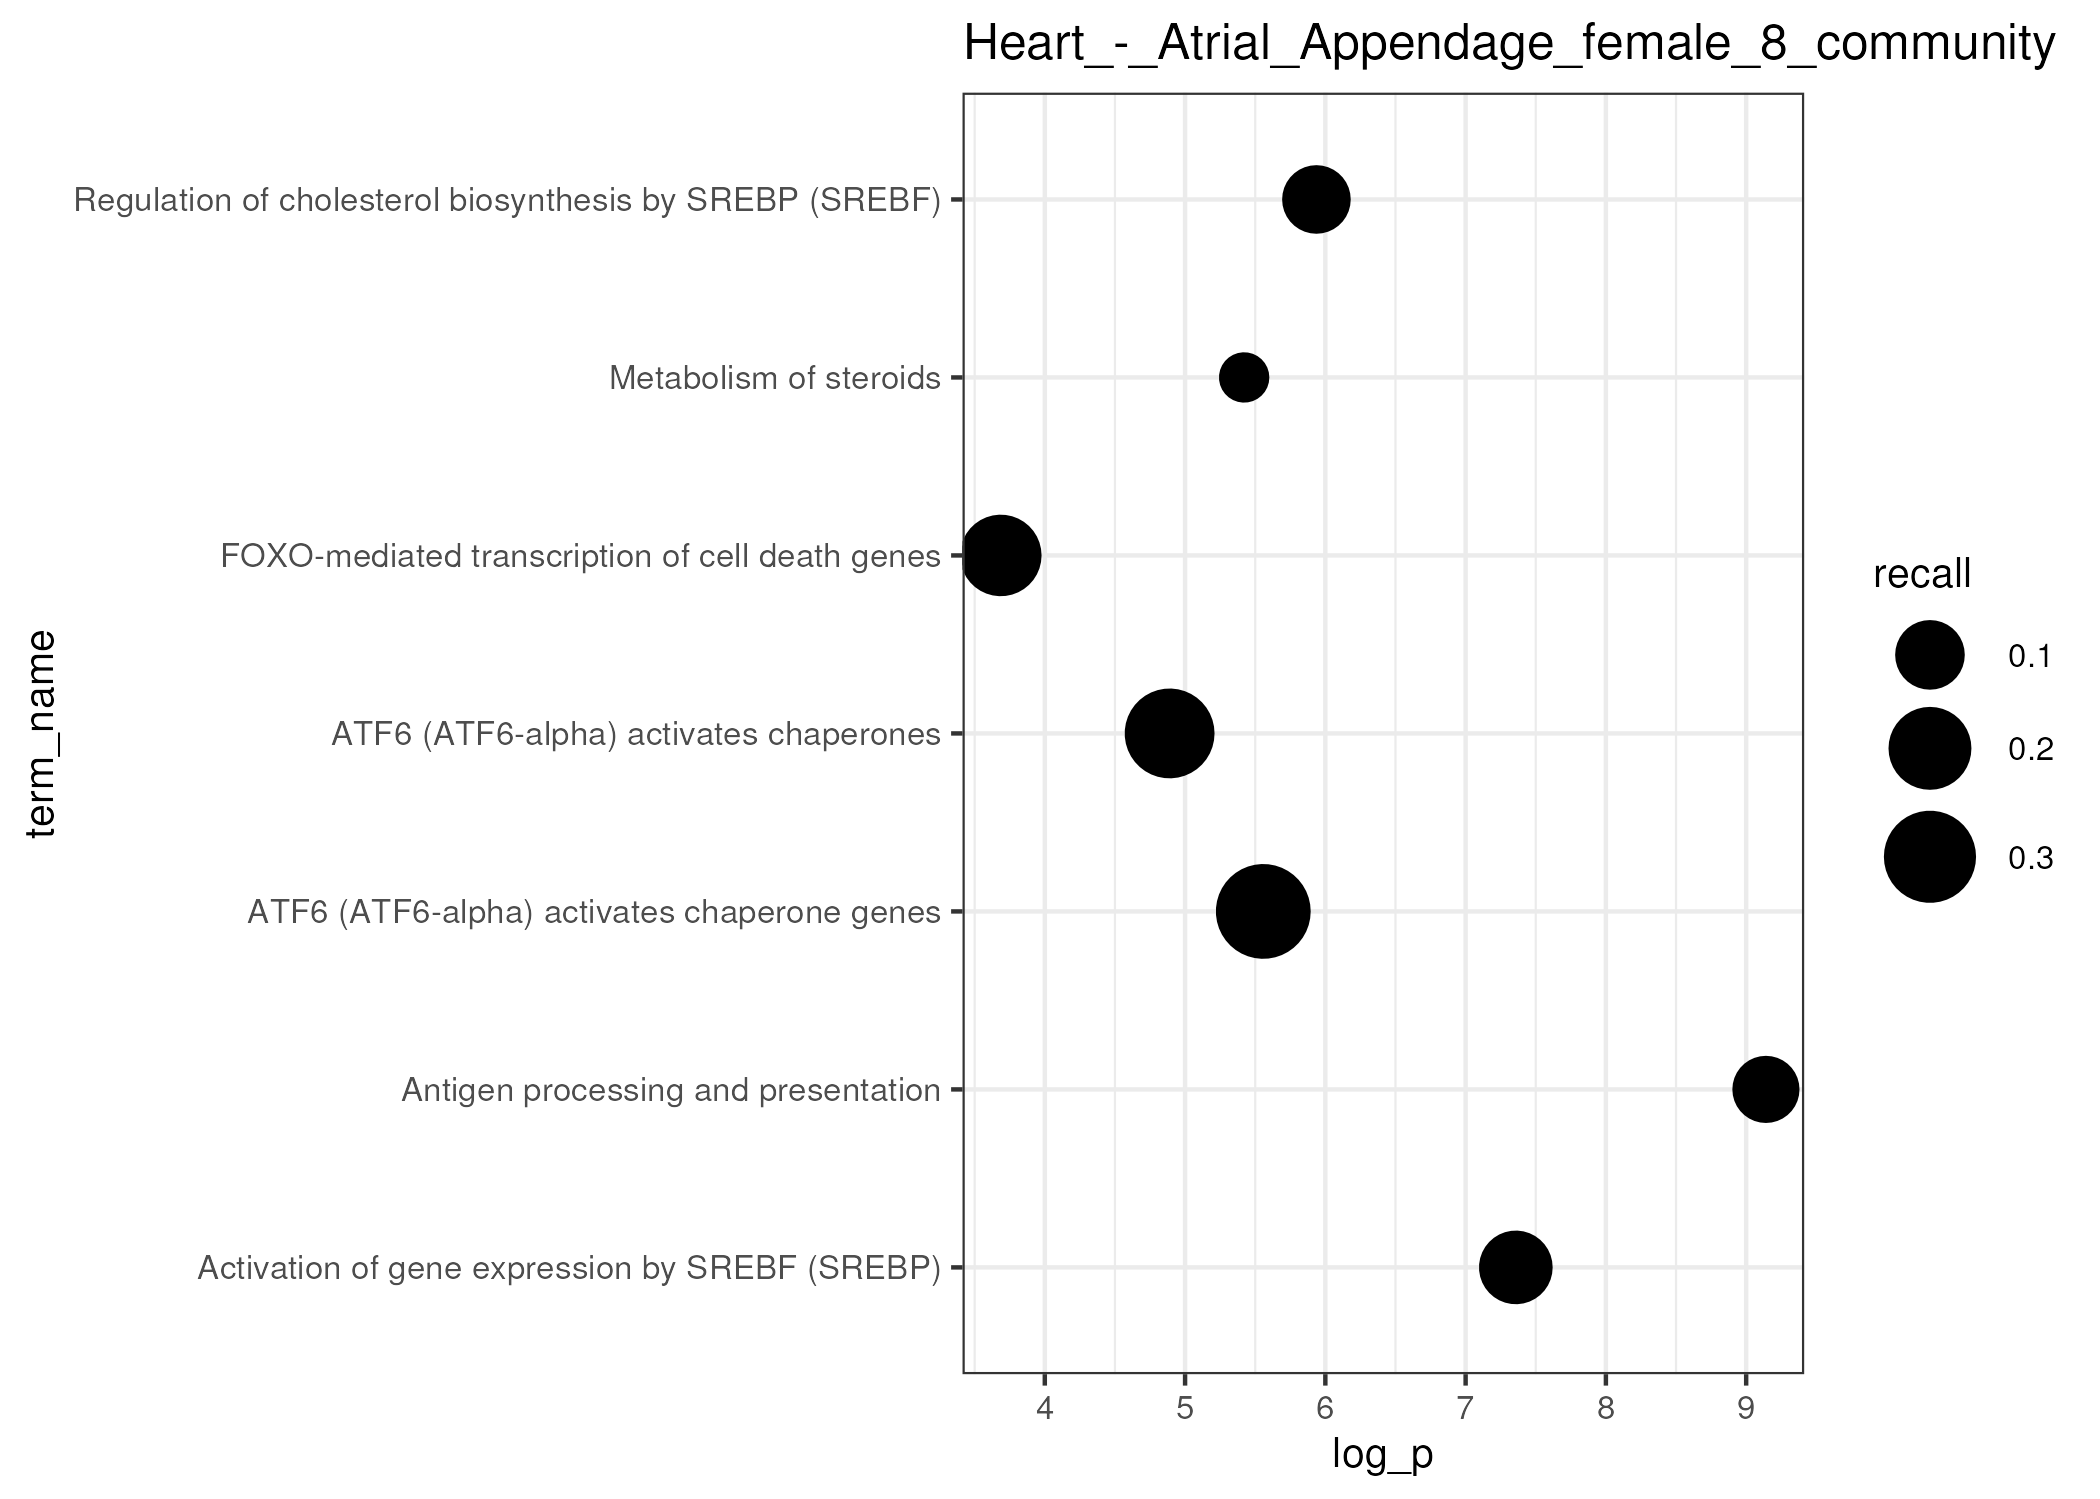 Heart_-_Atrial_Appendage_female_8_community
Regulation of cholesterol biosynthesis by SREBP (SREBF)
Metabolism of steroids
FOXO-mediated transcription of cell death genes
ATF6 (ATF6-alpha) activates chaperones
ATF6 (ATF6-alpha) activates chaperone genes
Antigen processing and presentation
Activation of gene expression by SREBF (SREBP)
term_name
4 5 6 7 8 9
log_p
recall
0.1
0.2
0.3